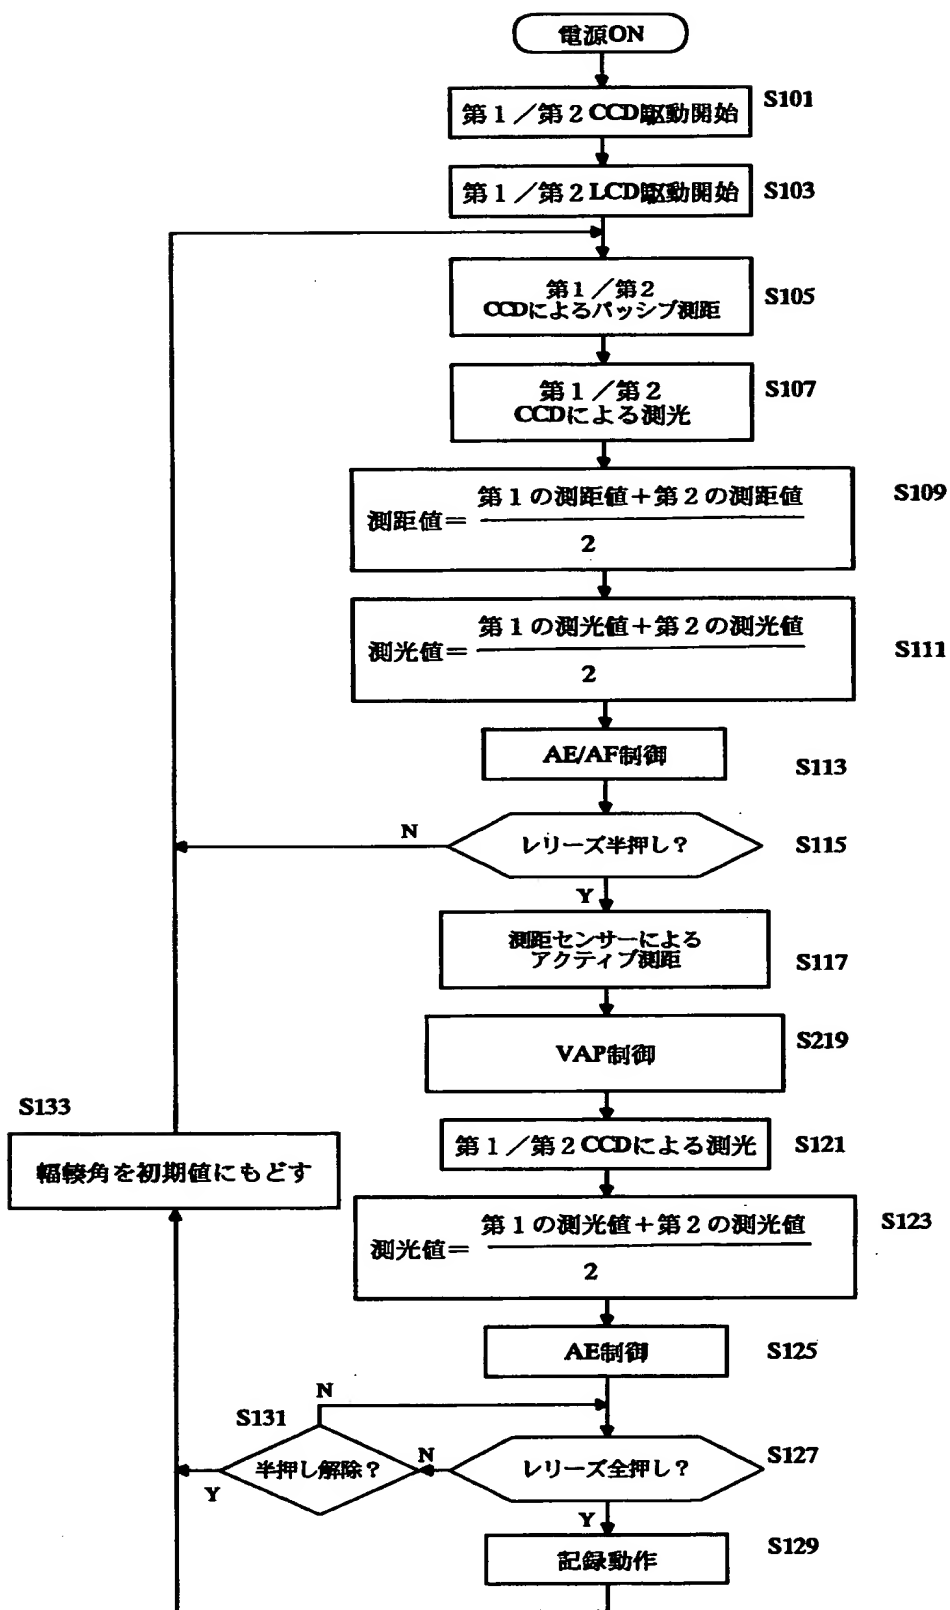 電源ON
第1／第2CCD駆動開始
S101
第1／第2LCD駆動開始
S103
第1／第2
CCDによるパッシブ測距
S105
第1／第2
CCDによる測光
S107
測距値＝
第1の測距値＋第2の測距値
2
S109
測光値＝
第1の測光値＋第2の測光値
2
S111
AE/AF制御
S113
レリーズ半押し？
S115
N
Y
測距センサーによる
アクティブ測距
S117
VAP制御
S219
S133
輻輳角を初期値にもどす
第1／第2CCDによる測光
S121
測光値＝
第1の測光値＋第2の測光値
2
S123
AE制御
S125
N
S131
半押し解除？
Y
N
レリーズ全押し？
S127
Y
記録動作
S129